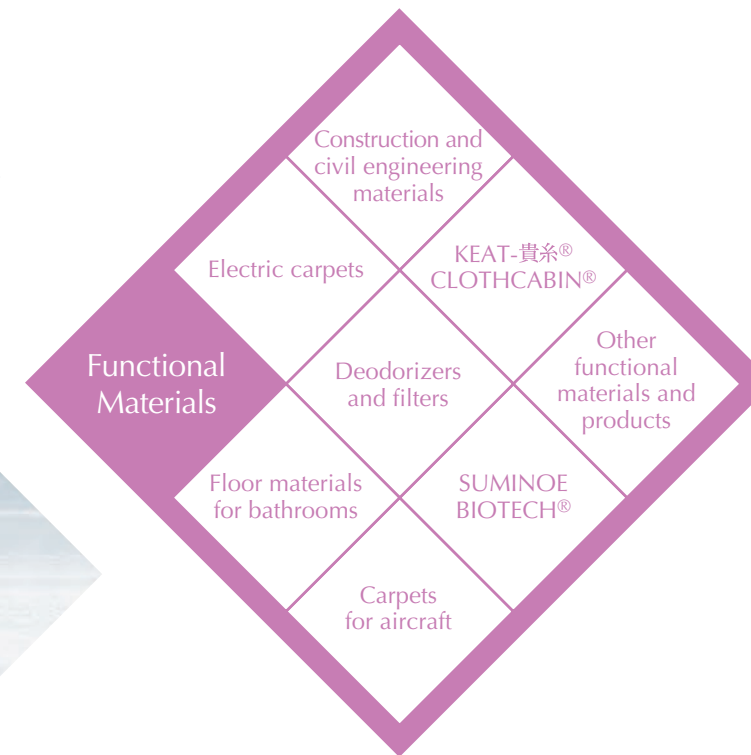 Construction and
civil engineering
materials
Electric carpets
KEAT-貴糸®
CLOTHCABIN®
Functional
Materials
Deodorizers
and filters
Other
functional
materials and
products
Floor materials
for bathrooms
SUMINOE
BIOTECH®
Carpets
for aircraft